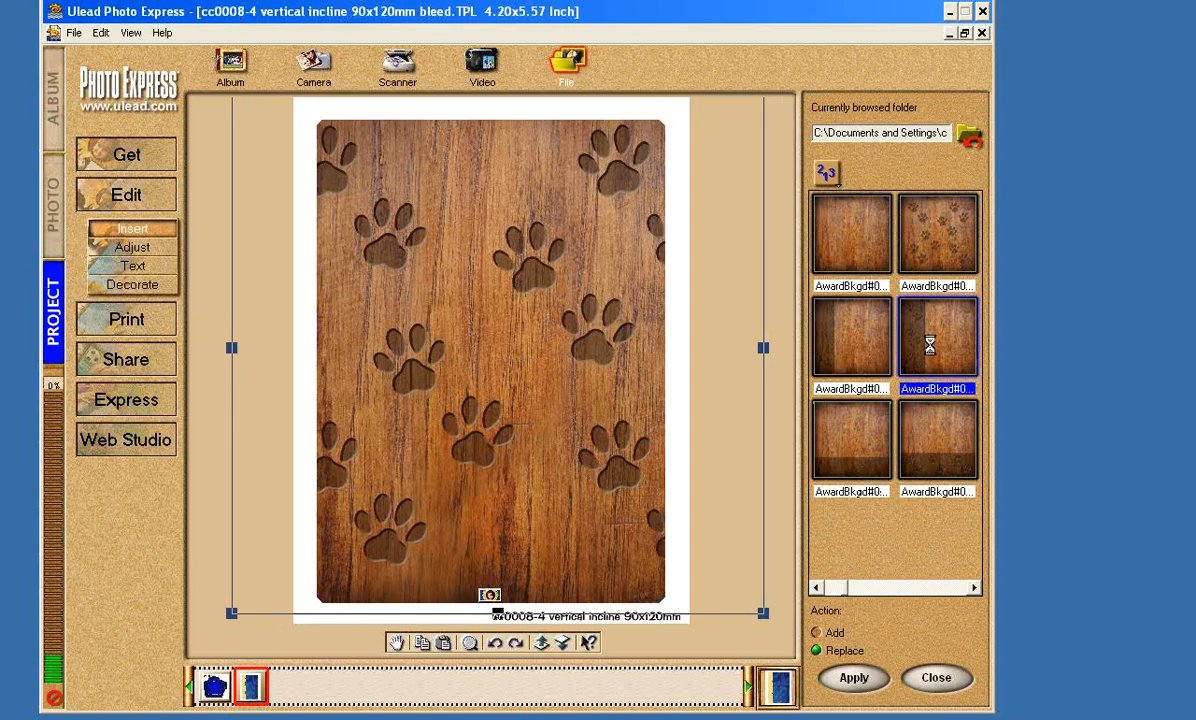 Ulead Photo Express - [cc0008-4 vertical incline 90x120mm bleed.TPL 4.20x5.57 Inch]
File Edit View Help
ALBUM
PHOTO
PROJECT
PHOTO EXPRESS
www.ulead.com
Album Camera Scanner Video File
Get
Edit
Insert
Adjust
Text
Decorate
Print
Share
Express
Web Studio
0%
cc0008-4 vertical incline 90x120mm
Currently browsed folder
C:\Documents and Settings\c
213
AwardBkgd#0... AwardBkgd#0...
AwardBkgd#0... AwardBkgd#0...
AwardBkgd#0... AwardBkgd#0...
Action:
Add
Replace
Apply Close